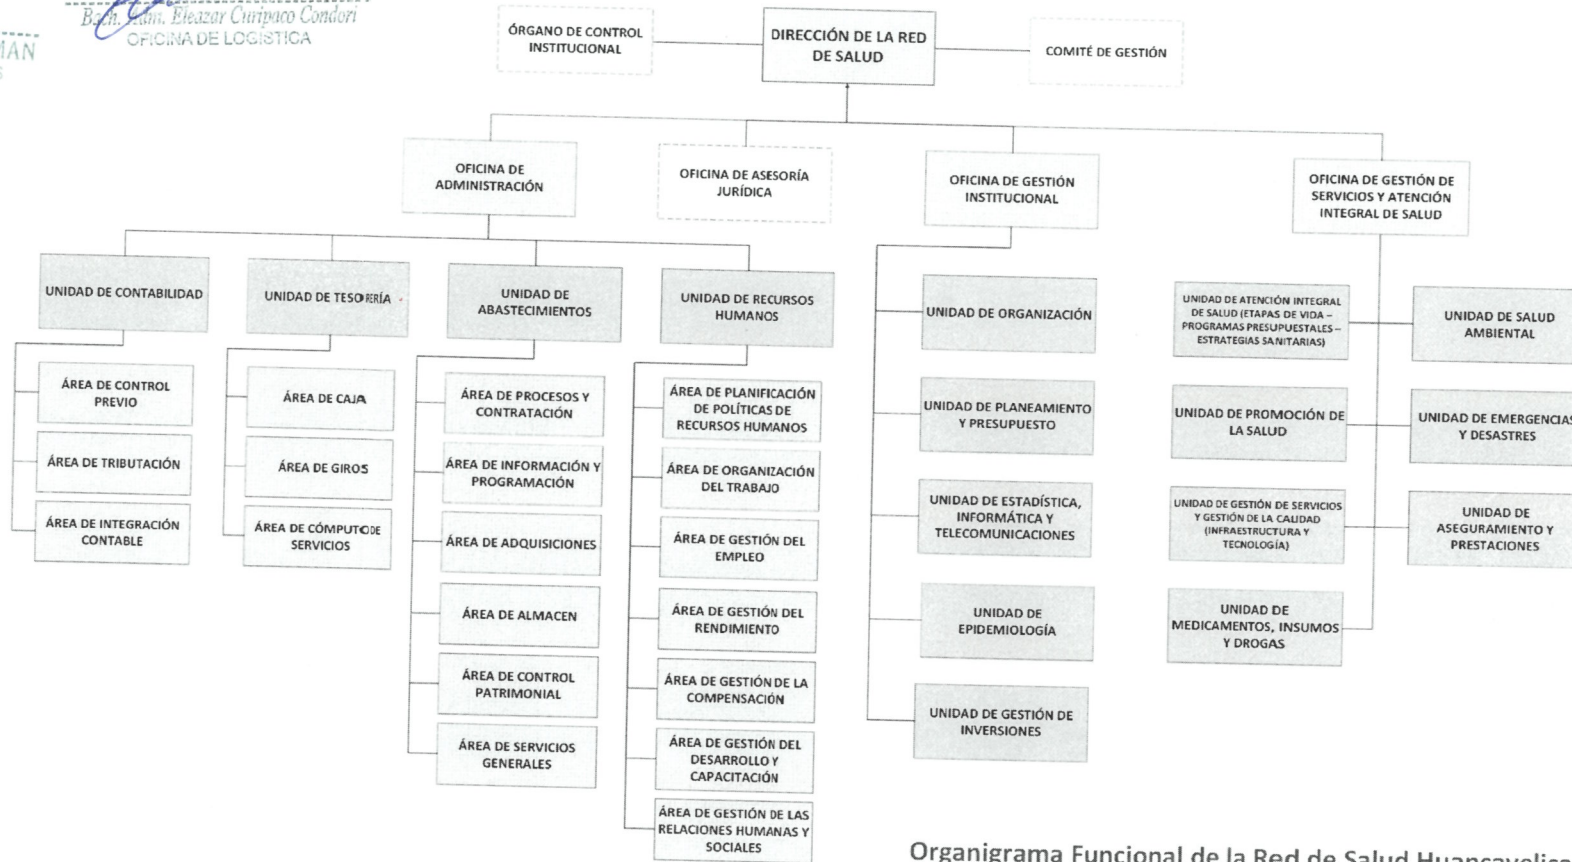 Bach. Adm. Eleazar Curipaco Condori
OFICINA DE LOGISTICA
ÓRGANO DE CONTROL
INSTITUCIONAL
DIRECCIÓN DE LA RED
DE SALUD
COMITÉ DE GESTIÓN
OFICINA DE
ADMINISTRACIÓN
OFICINA DE ASESORÍA
JURÍDICA
OFICINA DE GESTIÓN
INSTITUCIONAL
OFICINA DE GESTIÓN DE
SERVICIOS Y ATENCIÓN
INTEGRAL DE SALUD
UNIDAD DE CONTABILIDAD
ÁREA DE CONTROL
PREVIO
ÁREA DE TRIBUTACIÓN
ÁREA DE INTEGRACIÓN
CONTABLE
UNIDAD DE TESORERÍA
ÁREA DE CAJA
ÁREA DE GIROS
ÁREA DE CÓMPUTO DE
SERVICIOS
UNIDAD DE
ABASTECIMIENTOS
ÁREA DE PROCESOS Y
CONTRATACIÓN
ÁREA DE INFORMACIÓN Y
PROGRAMACIÓN
ÁREA DE ADQUISICIONES
ÁREA DE ALMACEN
ÁREA DE CONTROL
PATRIMONIAL
ÁREA DE SERVICIOS
GENERALES
UNIDAD DE RECURSOS
HUMANOS
ÁREA DE PLANIFICACIÓN
DE POLÍTICAS DE
RECURSOS HUMANOS
ÁREA DE ORGANIZACIÓN
DEL TRABAJO
ÁREA DE GESTIÓN DEL
EMPLEO
ÁREA DE GESTIÓN DEL
RENDIMIENTO
ÁREA DE GESTIÓN DE LA
COMPENSACIÓN
ÁREA DE GESTIÓN DEL
DESARROLLO Y
CAPACITACIÓN
ÁREA DE GESTIÓN DE LAS
RELACIONES HUMANAS Y
SOCIALES
UNIDAD DE ORGANIZACIÓN
UNIDAD DE PLANEAMIENTO
Y PRESUPUESTO
UNIDAD DE ESTADÍSTICA,
INFORMÁTICA Y
TELECOMUNICACIONES
UNIDAD DE
EPIDEMIOLOGÍA
UNIDAD DE GESTIÓN DE
INVERSIONES
UNIDAD DE ATENCIÓN INTEGRAL
DE SALUD (ETAPAS DE VIDA –
PROGRAMAS PRESUPUESTALES –
ESTRATEGIAS SANITARIAS)
UNIDAD DE PROMOCIÓN DE
LA SALUD
UNIDAD DE GESTIÓN DE SERVICIOS
Y GESTIÓN DE LA CALIDAD
(INFRAESTRUCTURA Y
TECNOLOGÍA)
UNIDAD DE
MEDICAMENTOS, INSUMOS
Y DROGAS
UNIDAD DE SALUD
AMBIENTAL
UNIDAD DE EMERGENCIAS
Y DESASTRES
UNIDAD DE
ASEGURAMIENTO Y
PRESTACIONES
Organigrama Funcional de la Red de Salud Huancavelica